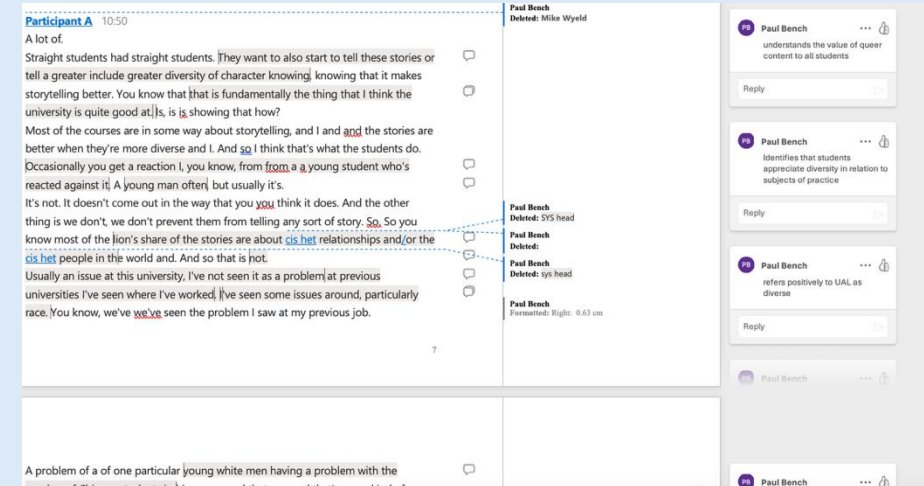 Participant A 10:50
A lot of.
Straight students had straight students. They want to also start to tell these stories or
tell a greater include greater diversity of character knowing, knowing that it makes
storytelling better. You know that that is fundamentally the thing that I think the
university is quite good at. Is, is is showing that how?
Most of the courses are in some way about storytelling, and I and and the stories are
better when they're more diverse and I. And so I think that's what the students do.
Occasionally you get a reaction I, you know, from from a a young student who's
reacted against it. A young man often, but usually it's.
It's not. It doesn't come out in the way that you you think it does. And the other
thing is we don't, we don't prevent them from telling any sort of story. So, So you
know most of the lion's share of the stories are about cis het relationships and/or the
cis het people in the world and. And so that is not.
Usually an issue at this university, I've not seen it as a problem at previous
universities I've seen where I've worked, I've seen some issues around, particularly
race. You know, we've we've seen the problem I saw at my previous job.
7
A problem of a of one particular young white men having a problem with the
Paul Bench
Deleted: Mike Wyeld
Paul Bench
Deleted: SYS head
Paul Bench
Deleted:
Paul Bench
Deleted: sys head
Paul Bench
Formatted: Right: 0.63 cm
PB Paul Bench
understands the value of queer
content to all students
Reply
PB Paul Bench
Identifies that students
appreciate diversity in relation to
subjects of practice
Reply
PB Paul Bench
refers positively to UAL as
diverse
Reply
PB Paul Bench
PB Paul Bench